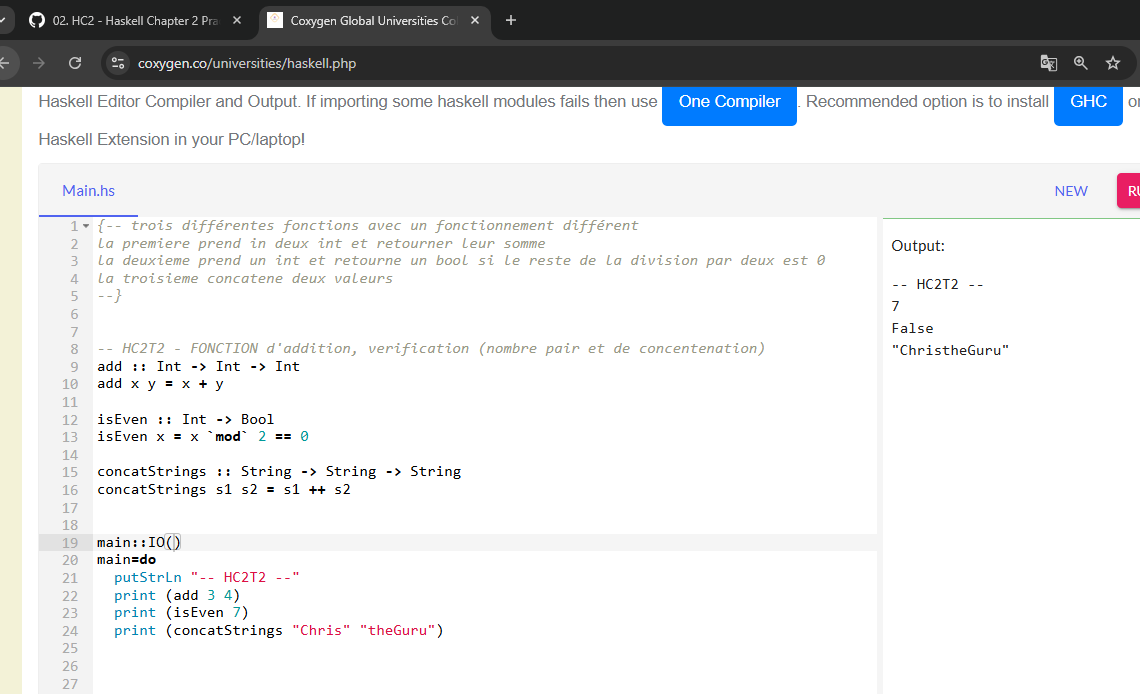 02. HC2 - Haskell Chapter 2 Pra
Coxygen Global Universities Col
coxygen.co/universities/haskell.php
Haskell Editor Compiler and Output. If importing some haskell modules fails then use One Compiler . Recommended option is to install GHC or
Haskell Extension in your PC/laptop!
Main.hs
NEW
RU
1 {-- trois différentes fonctions avec un fonctionnement différent
2 la premiere prend in deux int et retourner leur somme
3 la deuxieme prend un int et retourne un bool si le reste de la division par deux est 0
4 la troisieme concatene deux valeurs
5 --}
6
7
8 -- HC2T2 - FONCTION d'addition, verification (nombre pair et de concentenation)
9 add :: Int -> Int -> Int
10 add x y = x + y
11
12 isEven :: Int -> Bool
13 isEven x = x `mod` 2 == 0
14
15 concatStrings :: String -> String -> String
16 concatStrings s1 s2 = s1 ++ s2
17
18
19 main::IO()
20 main=do
21   putStrLn "-- HC2T2 --"
22   print (add 3 4)
23   print (isEven 7)
24   print (concatStrings "Chris" "theGuru")
25
26
27
Output:
-- HC2T2 --
7
False
"ChristheGuru"